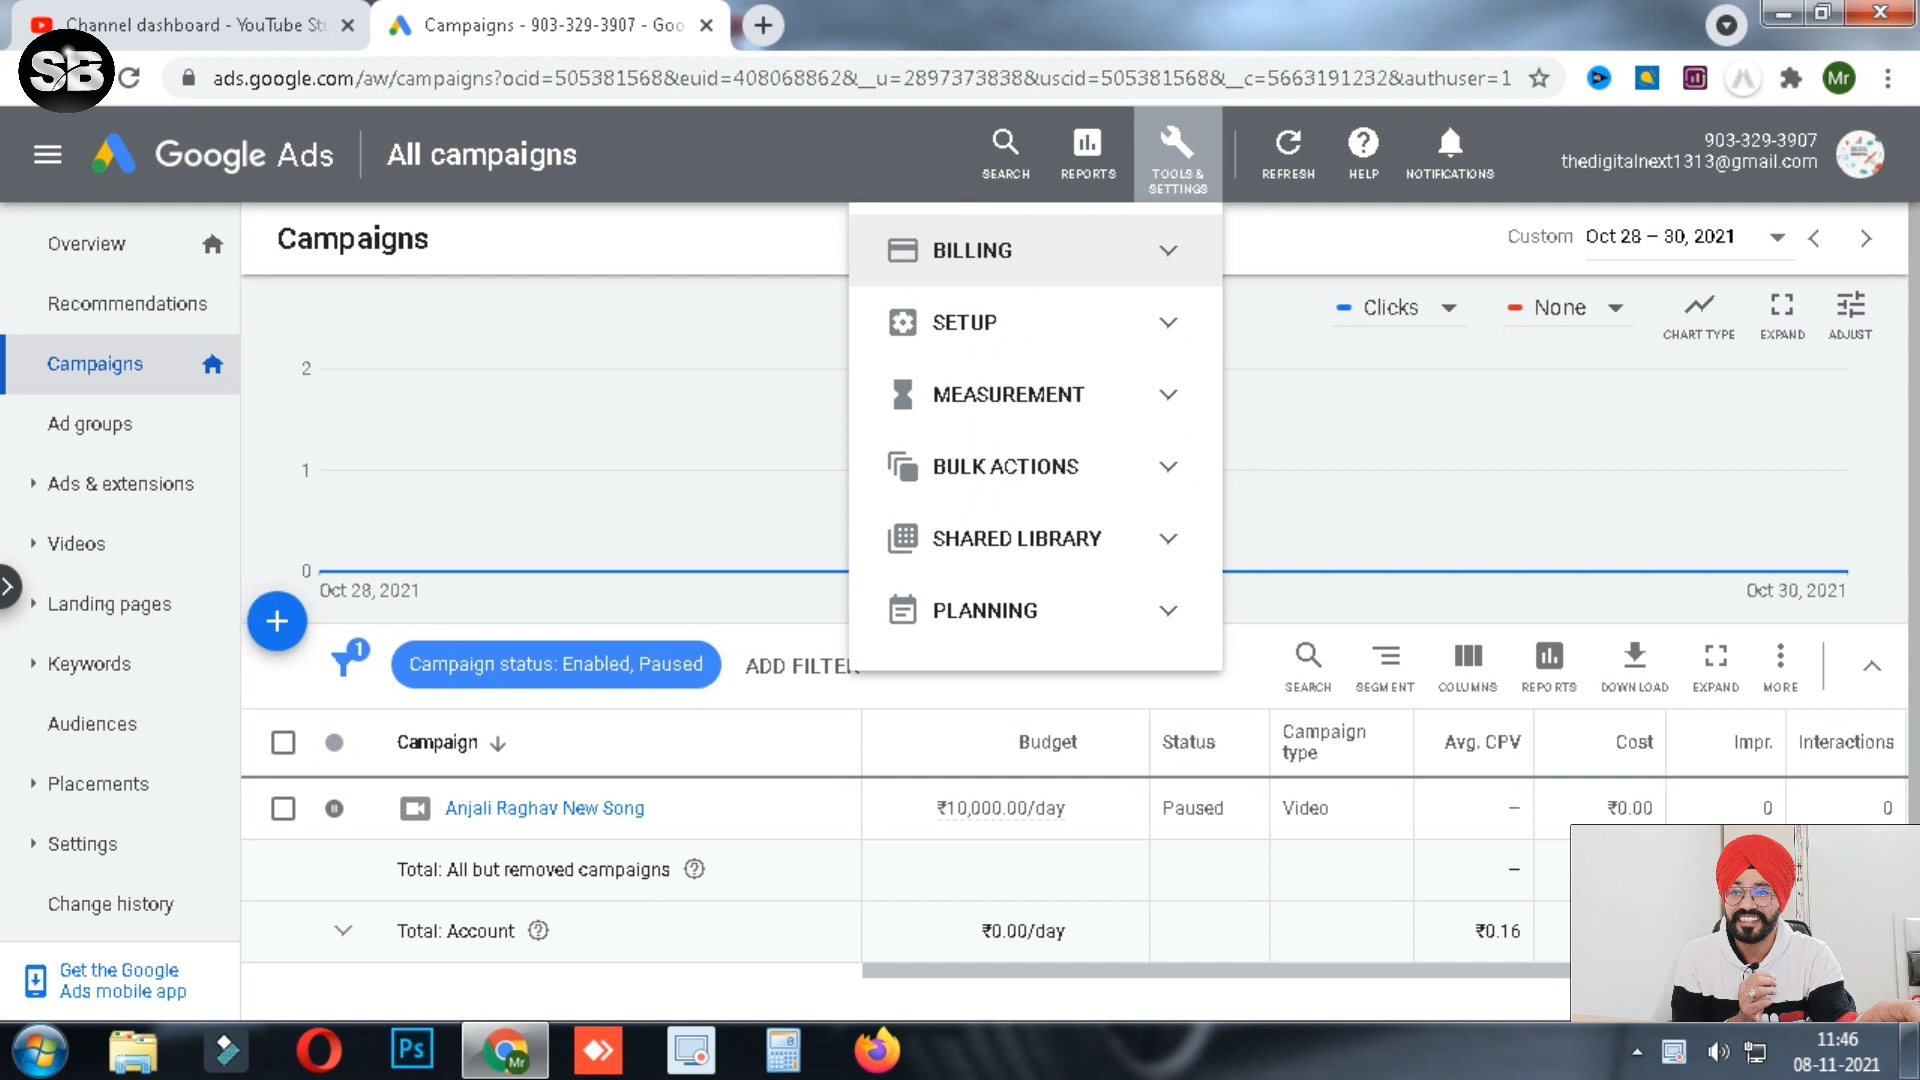 Channel dashboard - YouTube Stu
Campaigns - 903-329-3907 - Goo
SB
ads.google.com/aw/campaigns?ocid=505381568&euid=408068862&__u=2897373838&uscid=505381568&__c=5663191232&authuser=1
Mr
Google Ads
All campaigns
SEARCH
REPORTS
TOOLS &
SETTINGS
REFRESH
HELP
NOTIFICATIONS
903-329-3907
thedigitalnext1313@gmail.com
Overview
Recommendations
Campaigns
Ad groups
Ads & extensions
Videos
Landing pages
Keywords
Audiences
Placements
Settings
Change history
Get the Google
Ads mobile app
Campaigns
Custom Oct 28 – 30, 2021
BILLING
SETUP
MEASUREMENT
BULK ACTIONS
SHARED LIBRARY
PLANNING
Clicks
None
CHART TYPE
EXPAND
ADJUST
2
1
0
Oct 28, 2021
Oct 30, 2021
1
Campaign status: Enabled, Paused
ADD FILTER
SEARCH
SEGMENT
COLUMNS
REPORTS
DOWNLOAD
EXPAND
MORE
Campaign Budget Status Campaign type Avg. CPV Cost Impr. Interactions
Anjali Raghav New Song ₹10,000.00/day Paused Video – ₹0.00 0 0
Total: All but removed campaigns –
Total: Account ₹0.00/day ₹0.16
Ps
Mr
11:46
08-11-2021